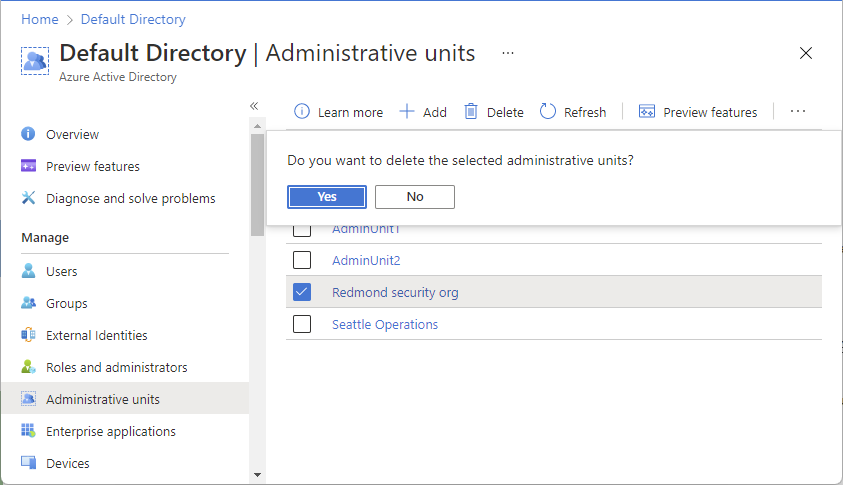 Home > Default Directory
Default Directory | Administrative units ...
Azure Active Directory
Learn more Add Delete Refresh Preview features ...
Do you want to delete the selected administrative units?
Yes No
AdminUnit1
AdminUnit2
Redmond security org
Seattle Operations
Overview
Preview features
Diagnose and solve problems
Manage
Users
Groups
External Identities
Roles and administrators
Administrative units
Enterprise applications
Devices